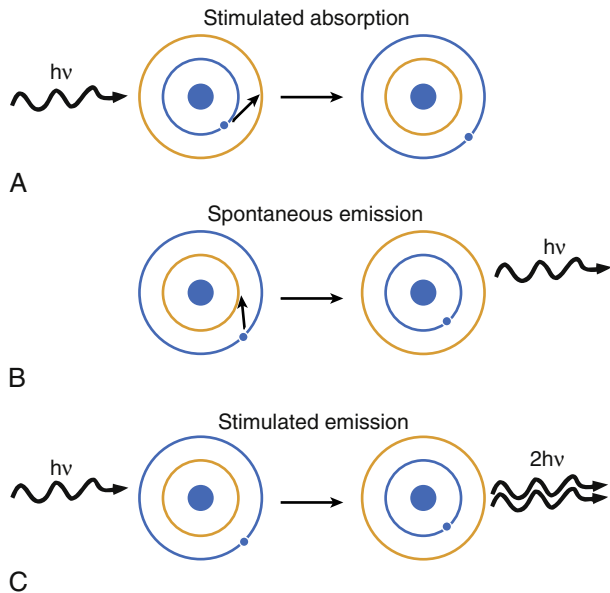 Stimulated absorption
hν
A
Spontaneous emission
hν
B
Stimulated emission
hν
2hν
C